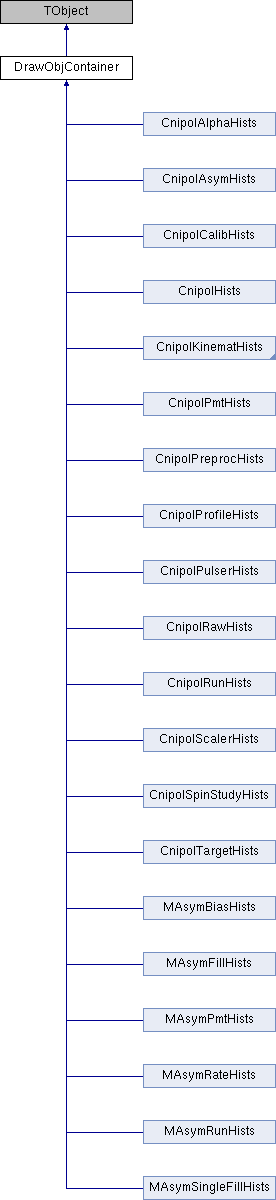 TObject
DrawObjContainer
CnipolAlphaHists
CnipolAsymHists
CnipolCalibHists
CnipolHists
CnipolKinematHists
CnipolPmtHists
CnipolPreprocHists
CnipolProfileHists
CnipolPulserHists
CnipolRawHists
CnipolRunHists
CnipolScalerHists
CnipolSpinStudyHists
CnipolTargetHists
MAsymBiasHists
MAsymFillHists
MAsymPmtHists
MAsymRateHists
MAsymRunHists
MAsymSingleFillHists